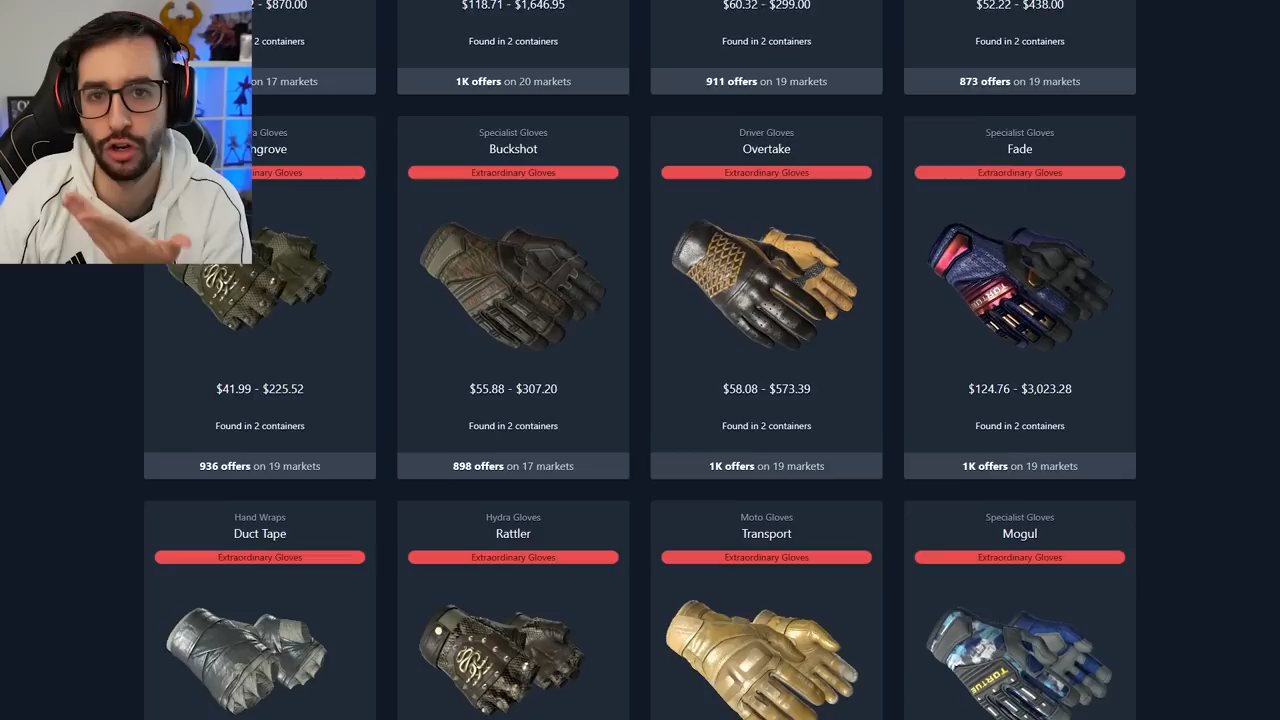 - $870.00
$118.71 - $1,646.95
$60.32 - $299.00
$52.22 - $438.00
2 containers
Found in 2 containers
Found in 2 containers
Found in 2 containers
on 17 markets
1K offers on 20 markets
911 offers on 19 markets
873 offers on 19 markets
Gloves
Specialist Gloves
Driver Gloves
Specialist Gloves
ngrove
Buckshot
Overtake
Fade
inary Gloves
Extraordinary Gloves
Extraordinary Gloves
Extraordinary Gloves
$41.99 - $225.52
$55.88 - $307.20
$58.08 - $573.39
$124.76 - $3,023.28
Found in 2 containers
Found in 2 containers
Found in 2 containers
Found in 2 containers
936 offers on 19 markets
898 offers on 17 markets
1K offers on 19 markets
1K offers on 19 markets
Hand Wraps
Hydra Gloves
Moto Gloves
Specialist Gloves
Duct Tape
Rattler
Transport
Mogul
Extraordinary Gloves
Extraordinary Gloves
Extraordinary Gloves
Extraordinary Gloves